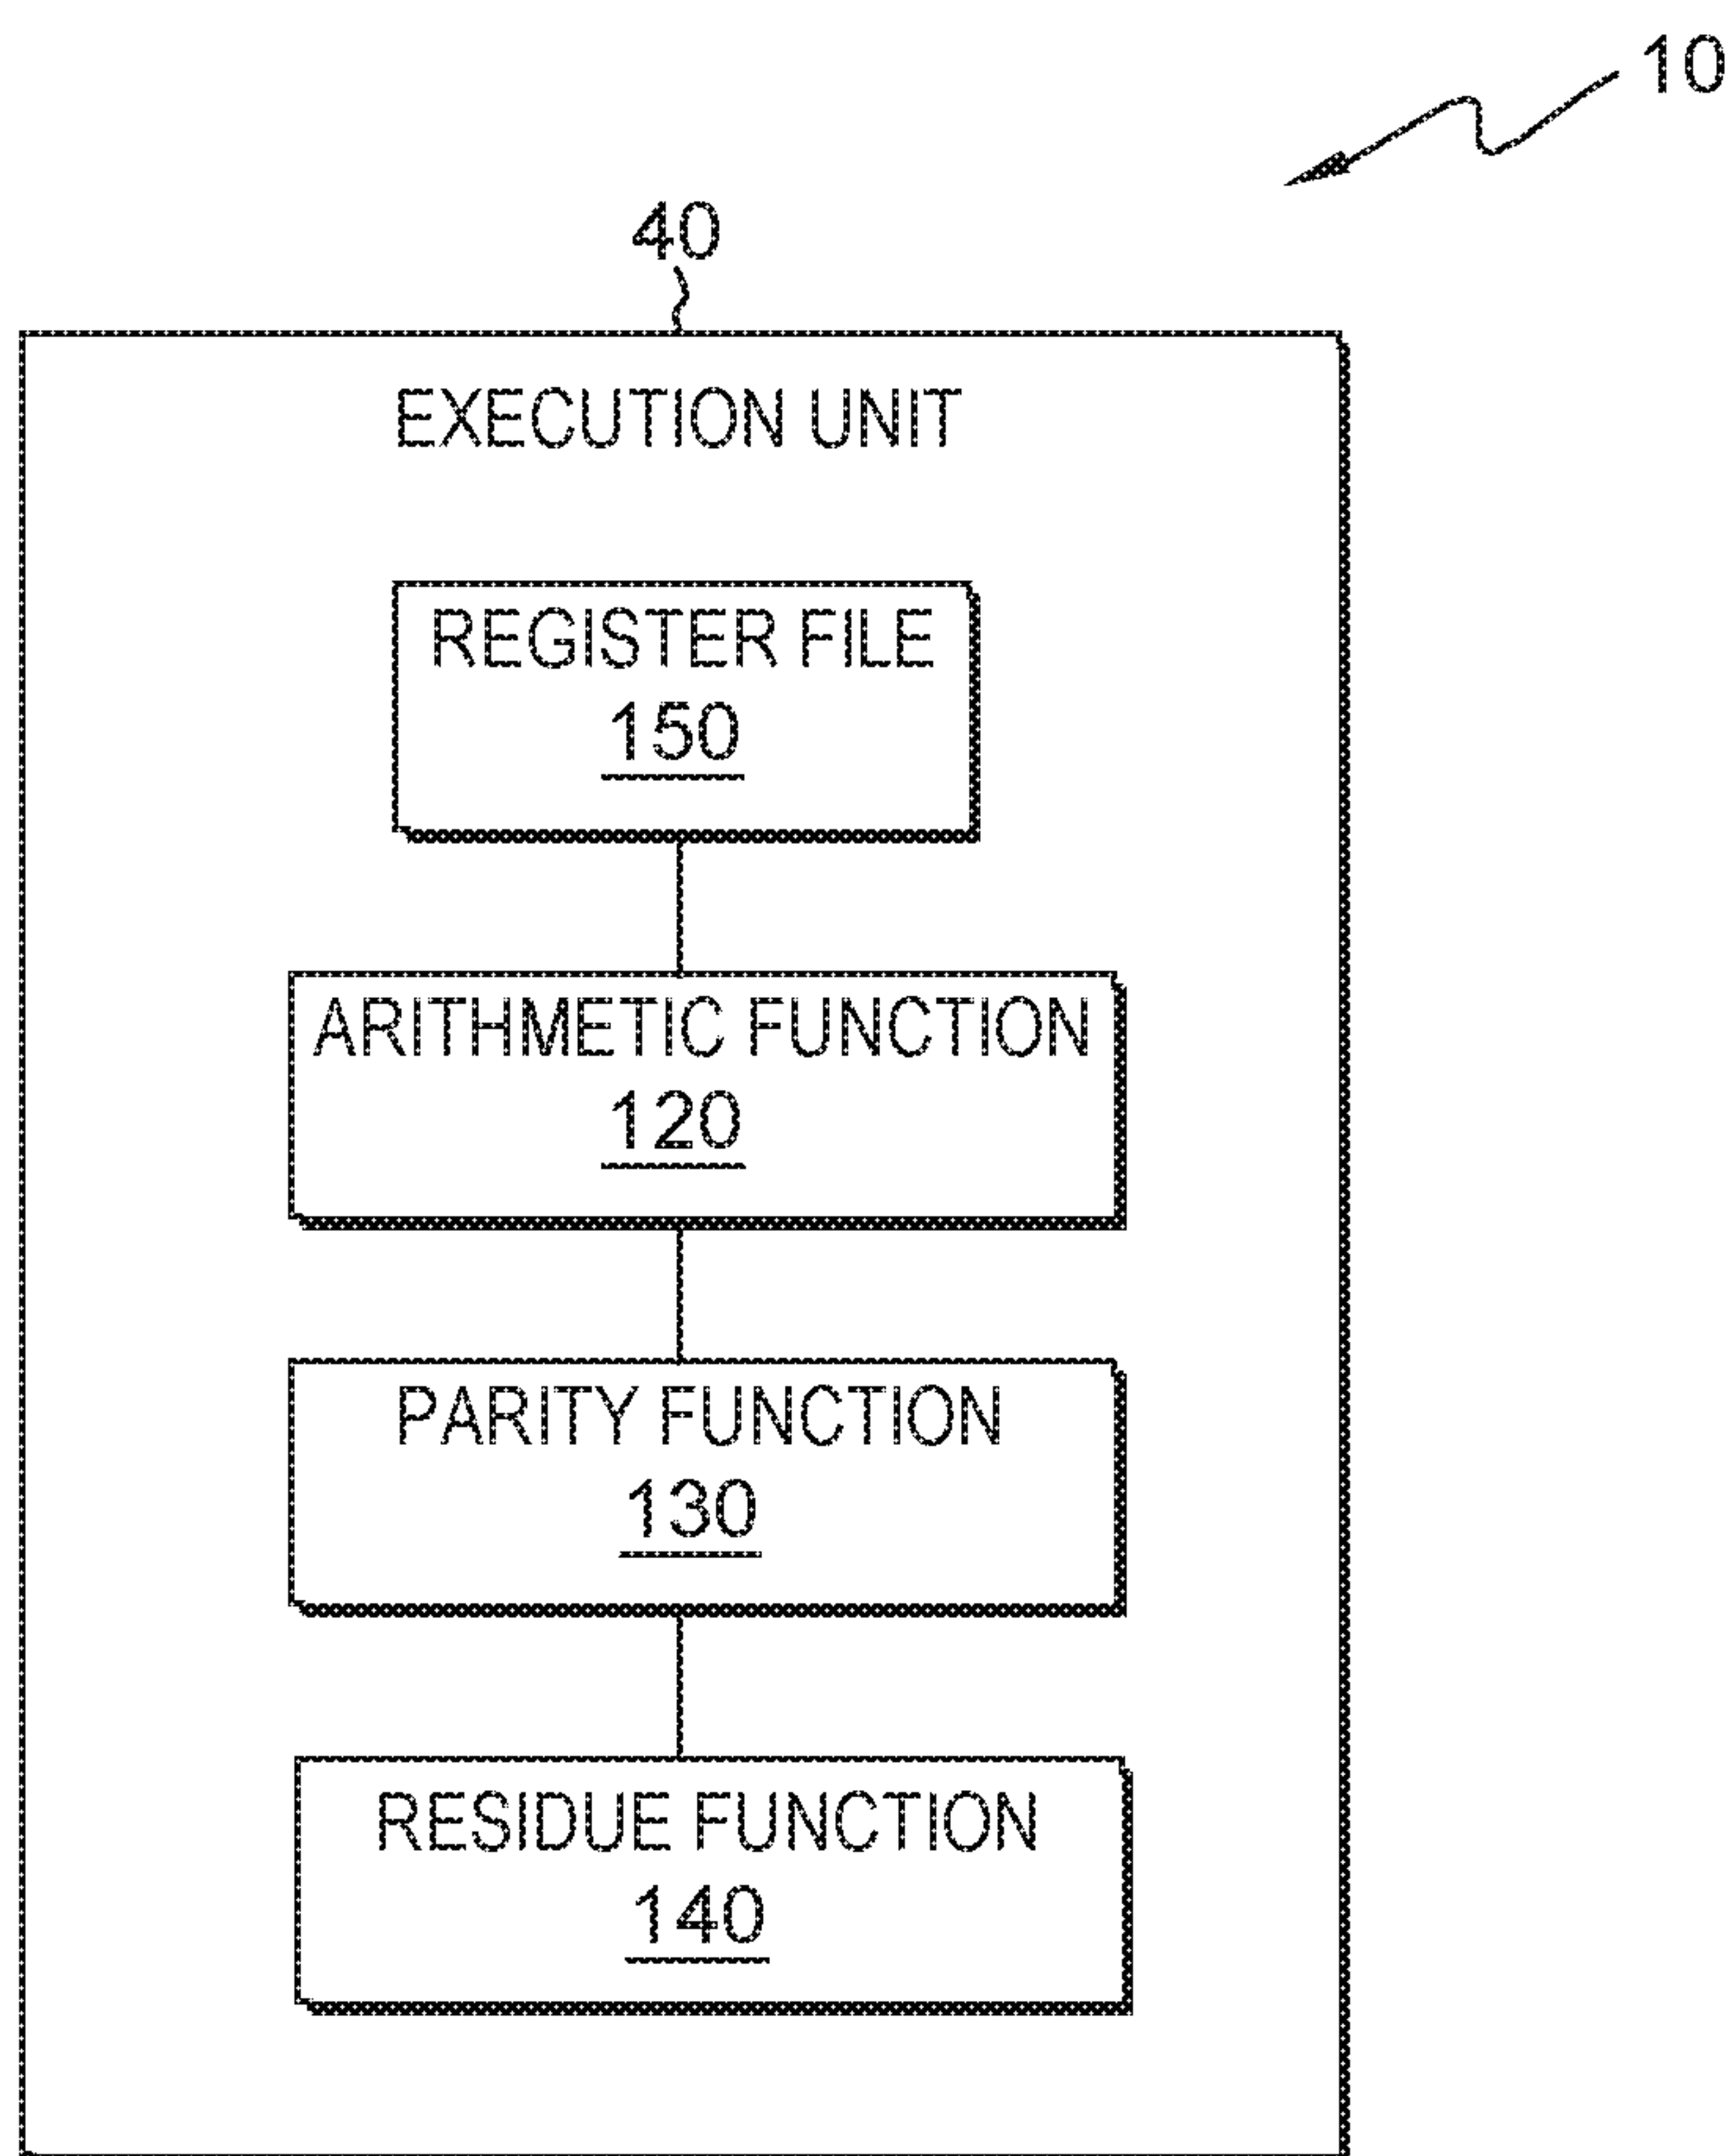 10
40
EXECUTION UNIT
REGISTER FILE
150
ARITHMETIC FUNCTION
120
PARITY FUNCTION
130
RESIDUE FUNCTION
140